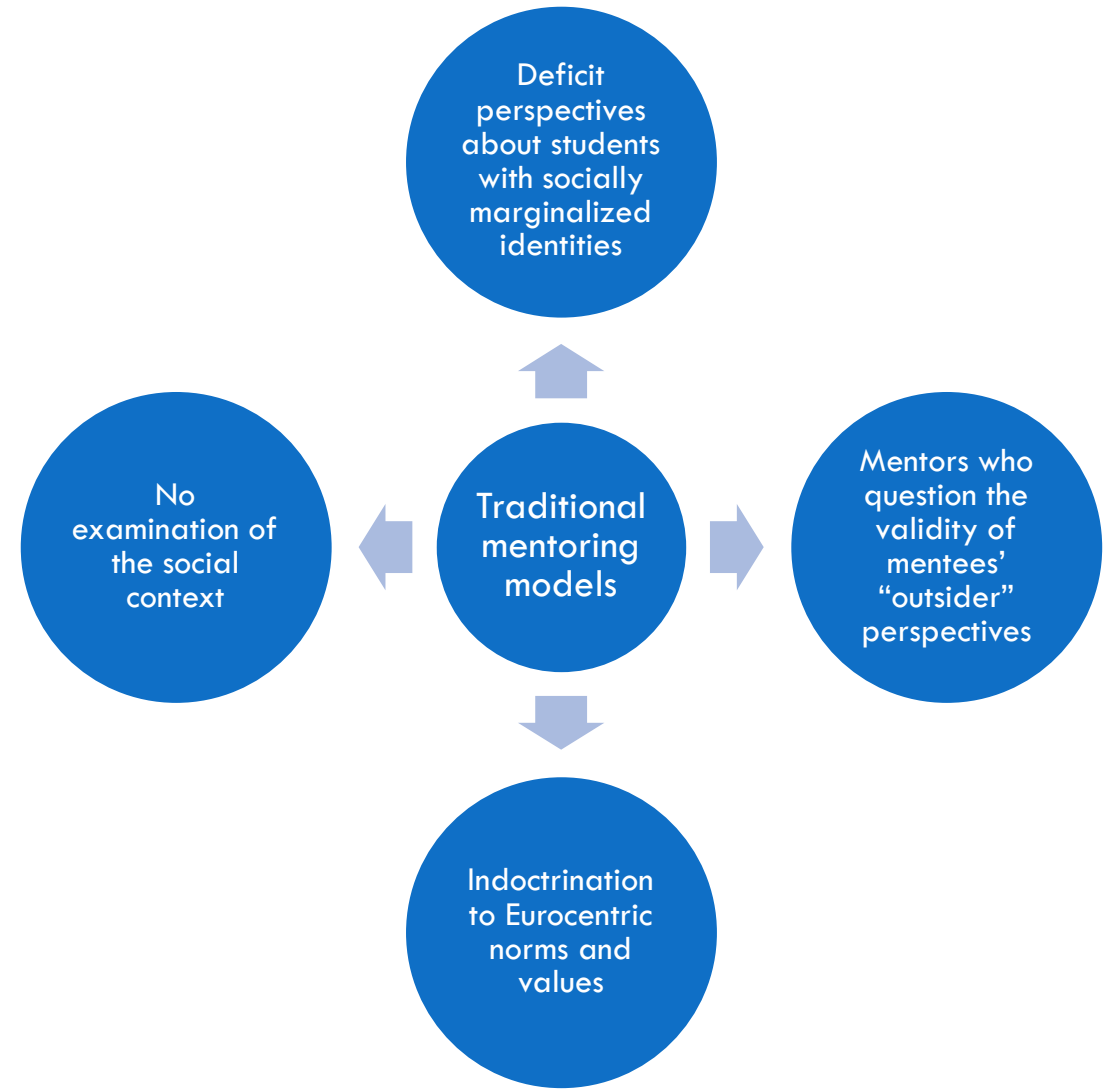 Deficit
perspectives
about students
with socially
marginalized
identities
No
examination of
the social
context
Traditional
mentoring
models
Mentors who
question the
validity of
mentees’
“outsider”
perspectives
Indoctrination
to Eurocentric
norms and
values